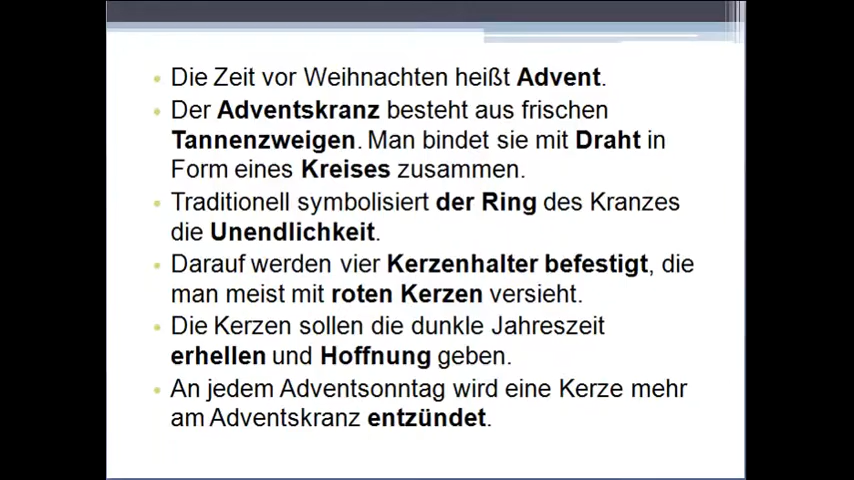 • Die Zeit vor Weihnachten heißt Advent.
• Der Adventskranz besteht aus frischen
Tannenzweigen. Man bindet sie mit Draht in
Form eines Kreises zusammen.
• Traditionell symbolisiert der Ring des Kranzes
die Unendlichkeit.
• Darauf werden vier Kerzenhalter befestigt, die
man meist mit roten Kerzen versieht.
• Die Kerzen sollen die dunkle Jahreszeit
erhellen und Hoffnung geben.
• An jedem Adventsonntag wird eine Kerze mehr
am Adventskranz entzündet.